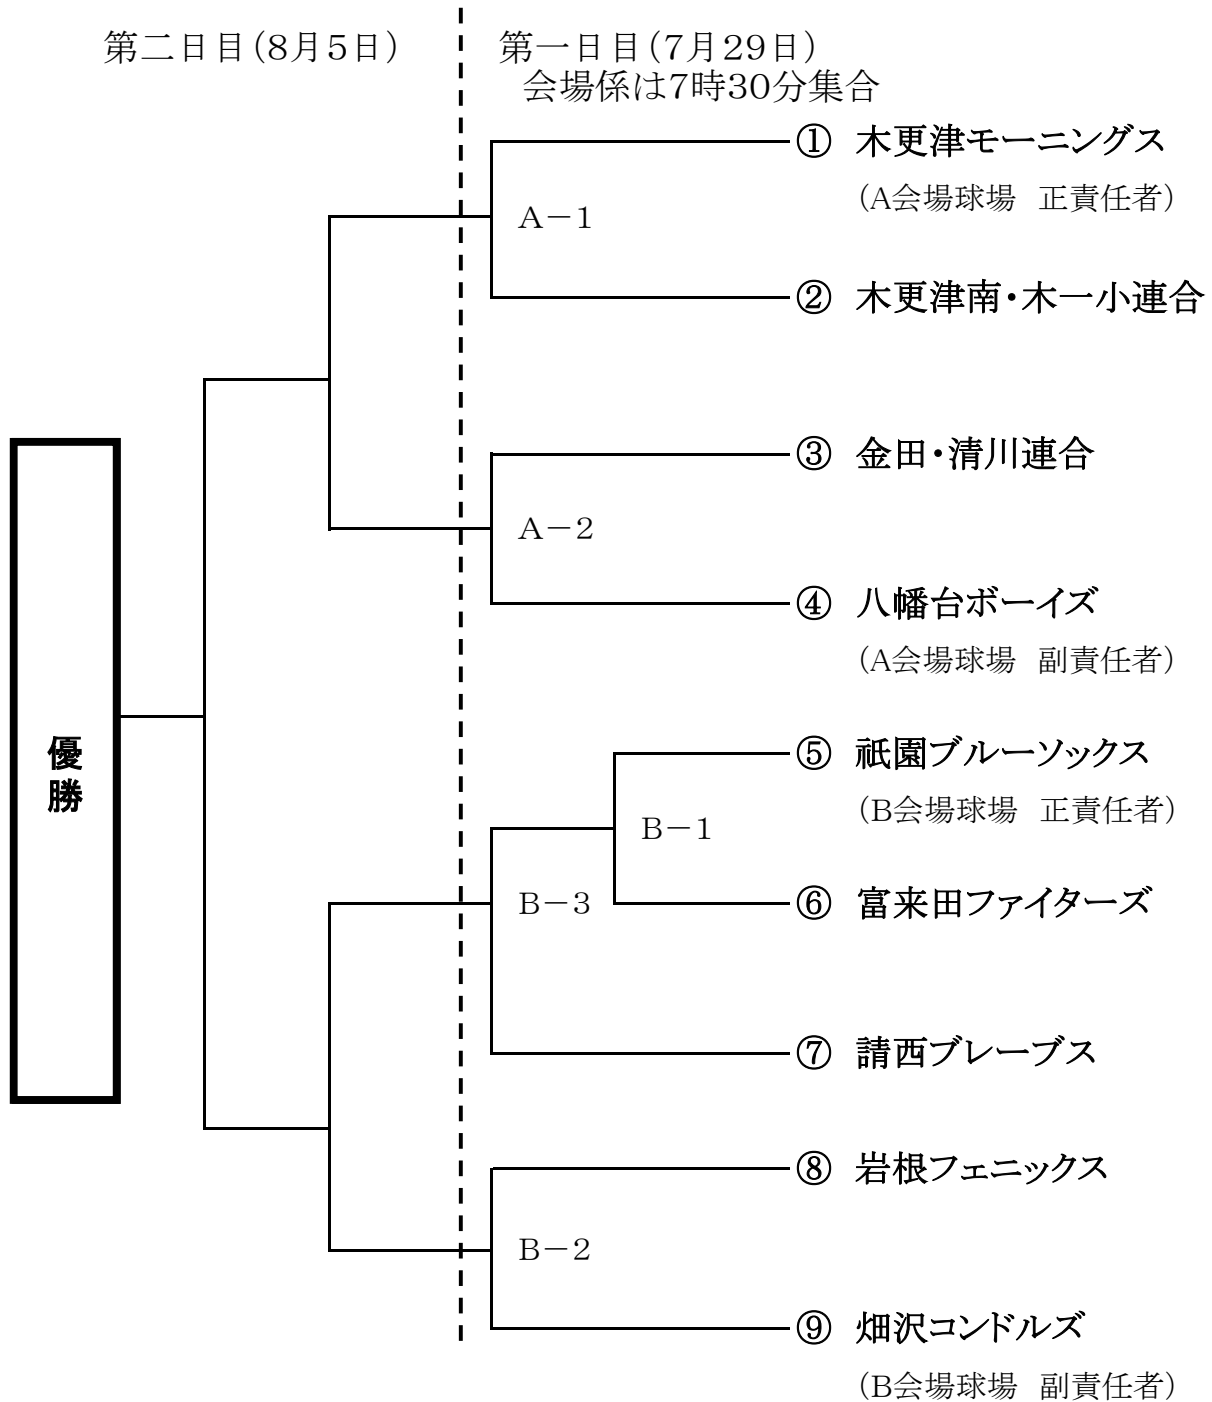 第二日目(8月5日)
第一日目(7月29日)
会場係は7時30分集合
① 木更津モーニングス
(A会場球場 正責任者)
A－1
② 木更津南・木一小連合
③ 金田・清川連合
A－2
④ 八幡台ボーイズ
(A会場球場 副責任者)
優勝
⑤ 祇園ブルーソックス
(B会場球場 正責任者)
B－1
B－3
⑥ 富来田ファイターズ
⑦ 請西ブレーブス
⑧ 岩根フェニックス
B－2
⑨ 畑沢コンドルズ
(B会場球場 副責任者)